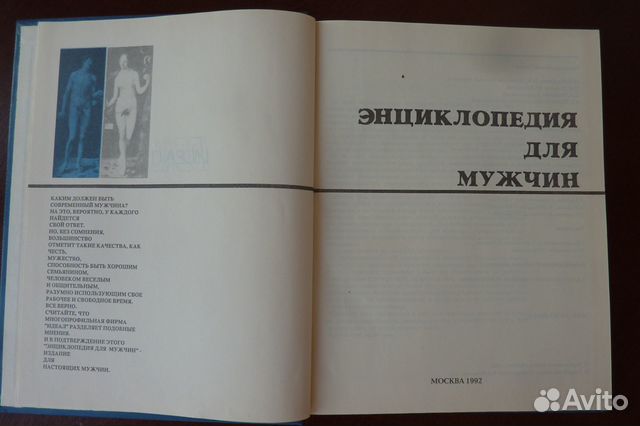 КАКИМ ДОЛЖЕН БЫТЬ
СОВРЕМЕННЫЙ МУЖЧИНА?
НА ЭТО, ВЕРОЯТНО, У КАЖДОГО
НАЙДЕТСЯ
СВОЙ ОТВЕТ.
НО, БЕЗ СОМНЕНИЯ,
БОЛЬШИНСТВО
ОТМЕТИТ ТАКИЕ КАЧЕСТВА, КАК
ЧЕСТЬ,
МУЖЕСТВО,
СПОСОБНОСТЬ БЫТЬ ХОРОШИМ
СЕМЬЯНИНОМ,
ЧЕЛОВЕКОМ ВЕСЕЛЫМ
И ОБЩИТЕЛЬНЫМ,
РАЗУМНО ИСПОЛЬЗУЮЩИМ СВОЕ
РАБОЧЕЕ И СВОБОДНОЕ ВРЕМЯ.
ВСЕ ВЕРНО.
СЧИТАЙТЕ, ЧТО
МНОГОПРОФИЛЬНАЯ ФИРМА
"ИДЕАЛ" РАЗДЕЛЯЕТ ПОДОБНЫЕ
МНЕНИЯ.
И В ПОДТВЕРЖДЕНИЕ ЭТОГО
"ЭНЦИКЛОПЕДИЯ ДЛЯ МУЖЧИН" -
ИЗДАНИЕ
ДЛЯ
НАСТОЯЩИХ МУЖЧИН.
ЭНЦИКЛОПЕДИЯ
ДЛЯ
МУЖЧИН
МОСКВА 1992
Avito